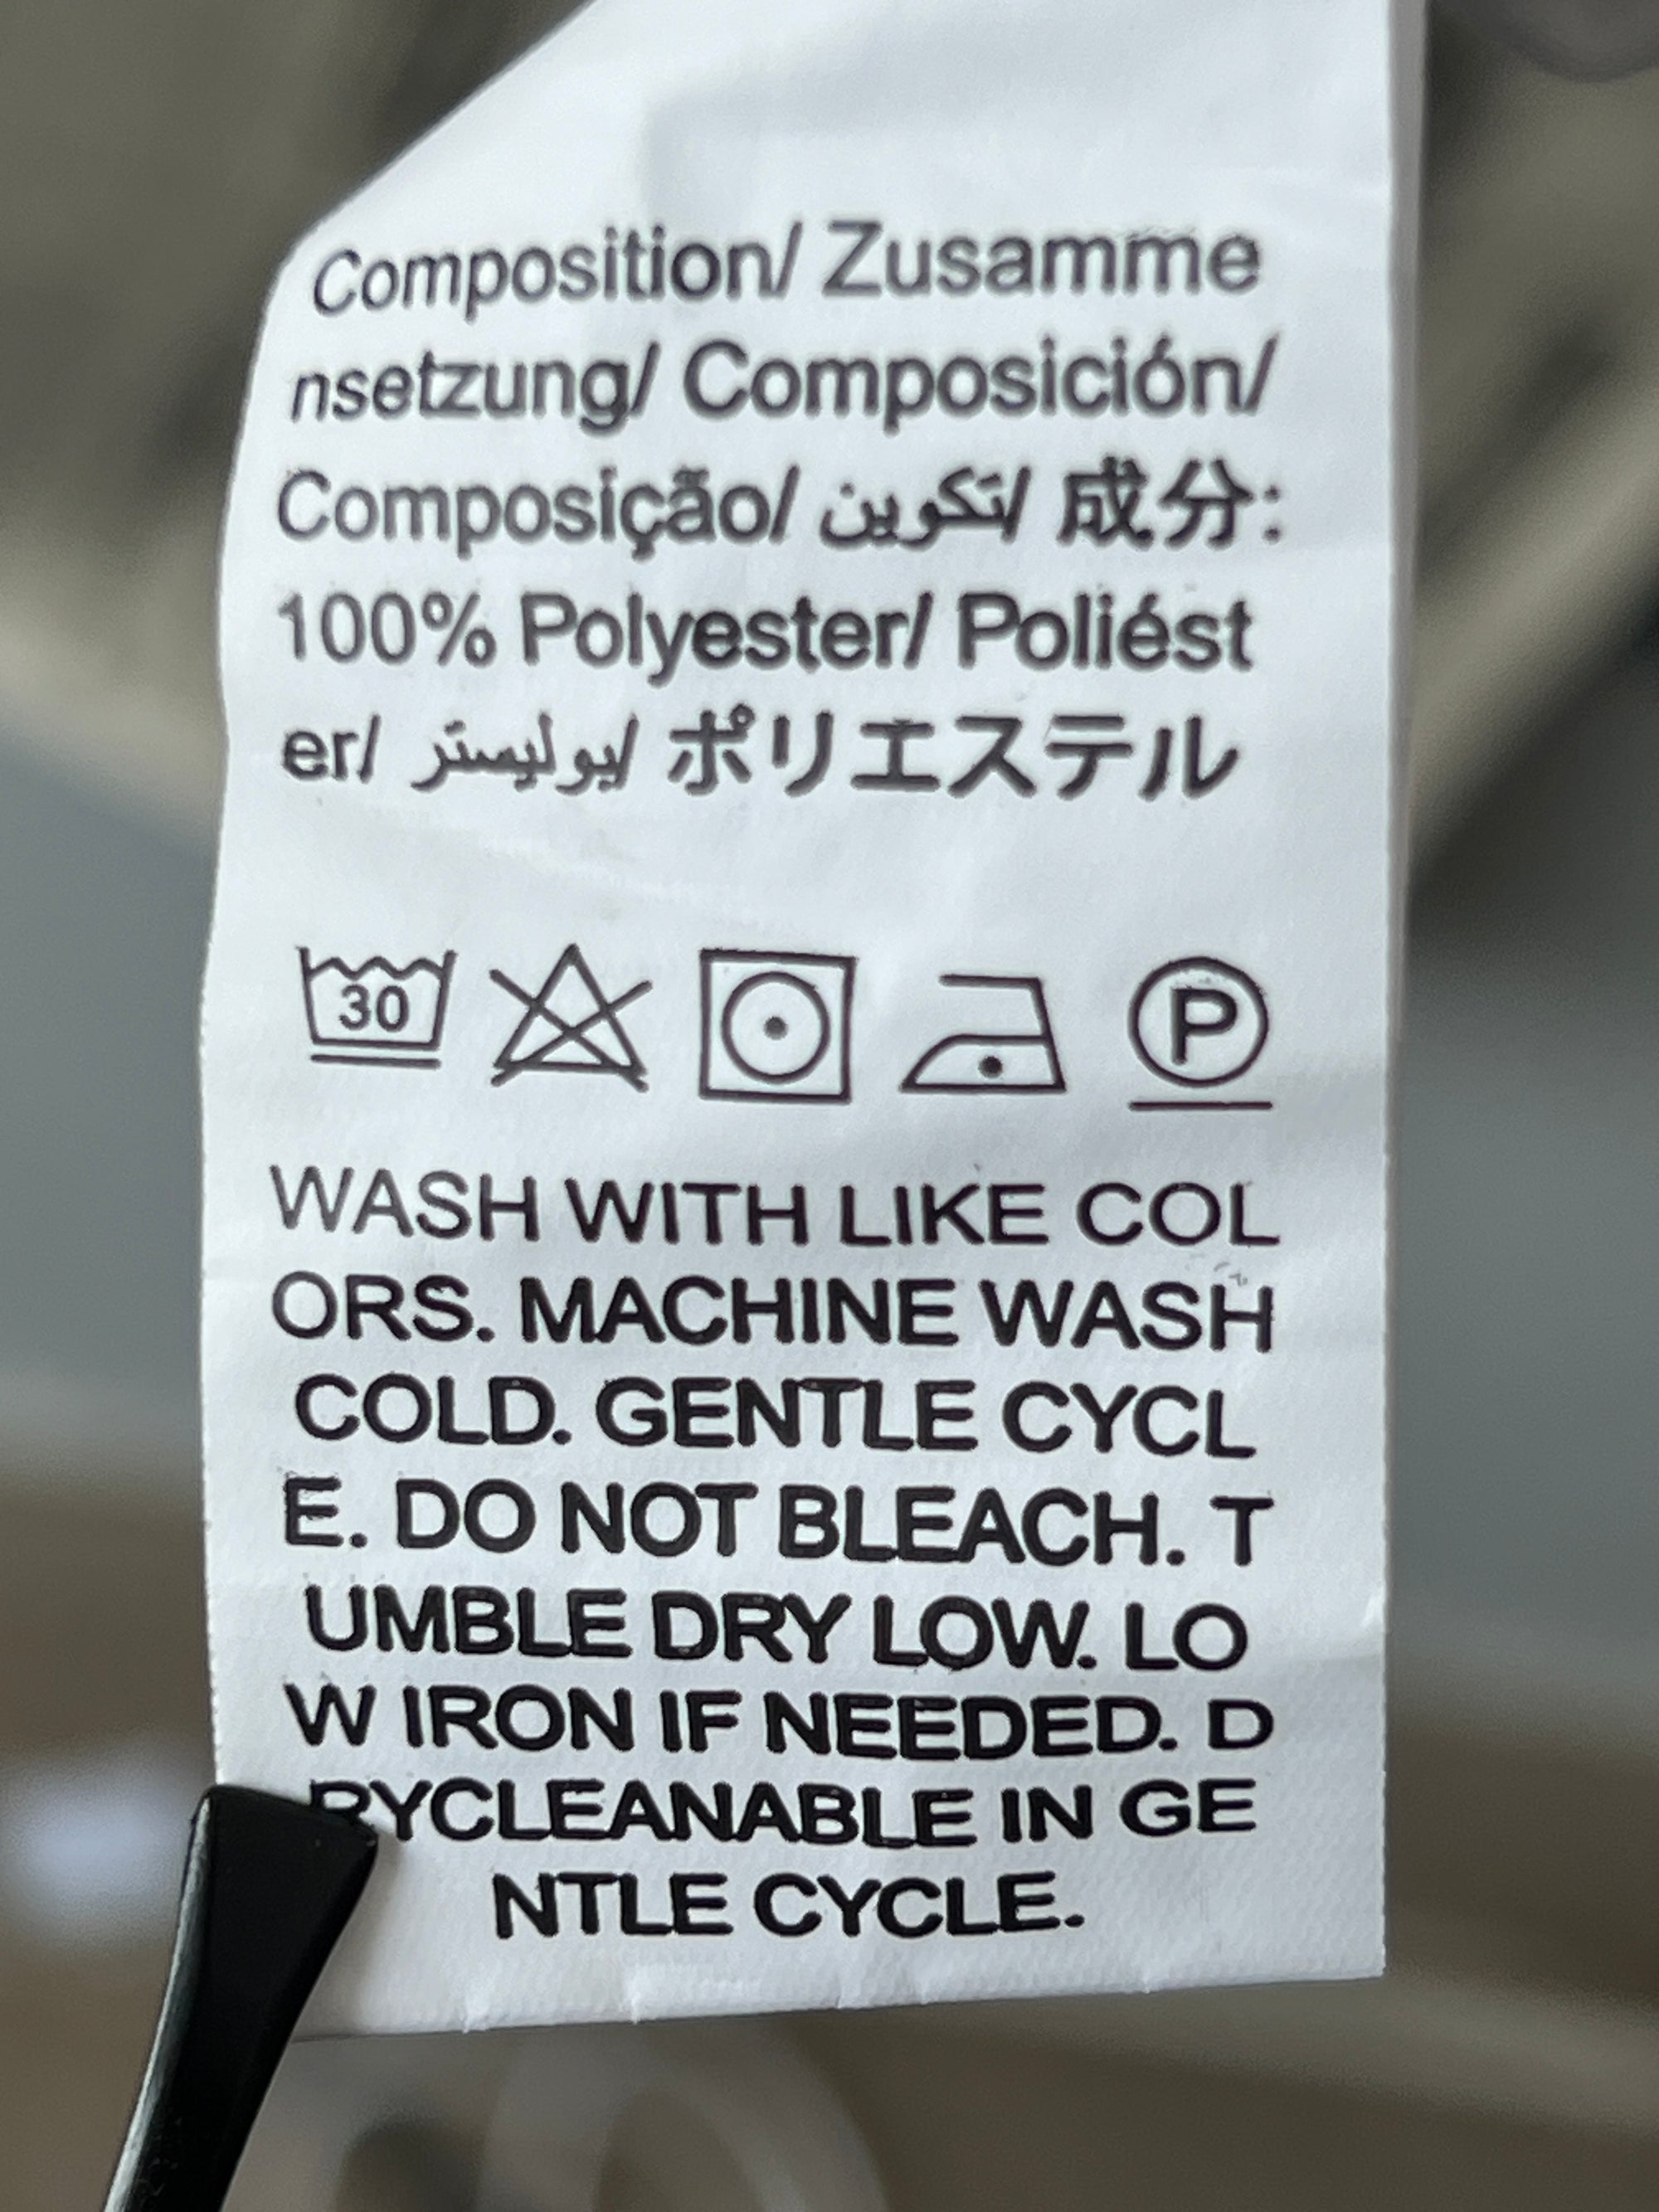 Composition/ Zusamme
nsetzung/ Composición/
Composição/ تكوين/ 成分:
100% Polyester/ Poliést
er/ بوليستر/ ポリエステル
30
P
WASH WITH LIKE COL
ORS. MACHINE WASH
COLD. GENTLE CYCL
E. DO NOT BLEACH. T
UMBLE DRY LOW. LO
W IRON IF NEEDED. D
RYCLEANABLE IN GE
NTLE CYCLE.